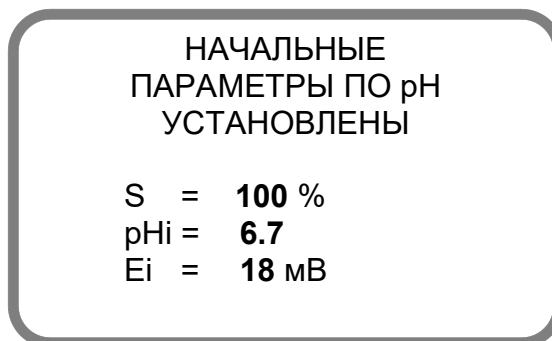 НАЧАЛЬНЫЕ
ПАРАМЕТРЫ ПО pH
УСТАНОВЛЕНЫ
S = 100 %
pHi = 6.7
Ei = 18 мВ